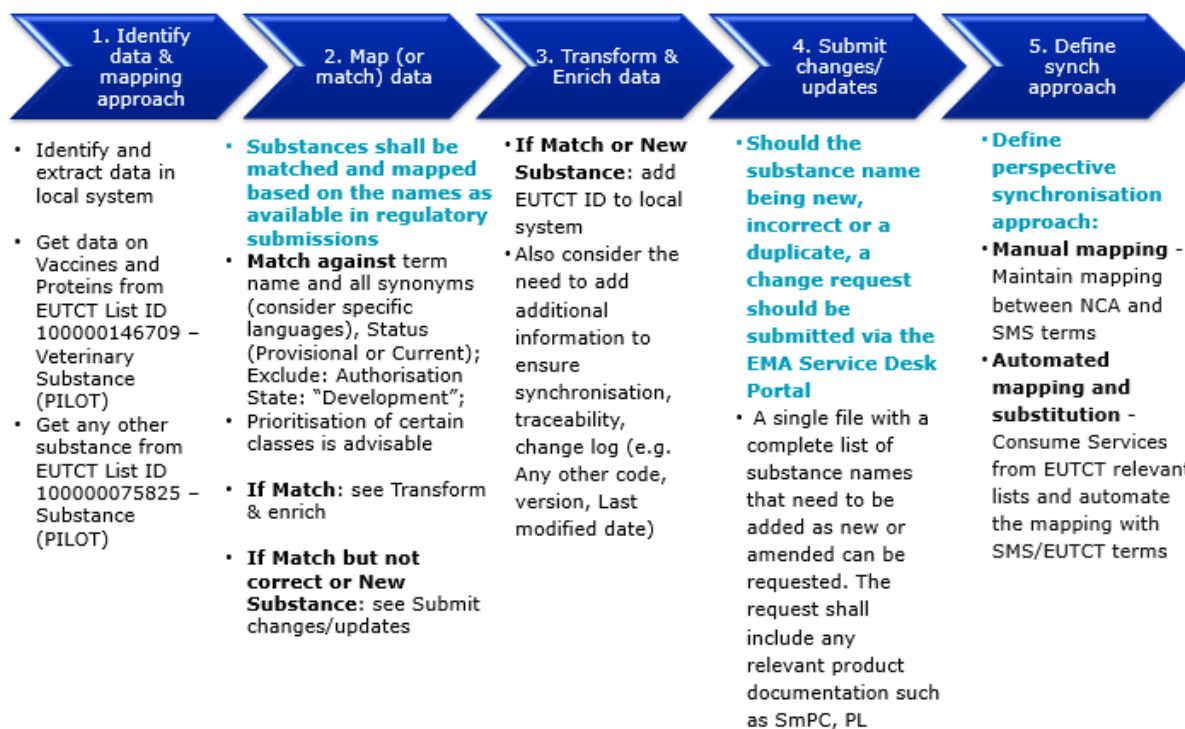 1. Identify
data &
mapping
approach
2. Map (or
match) data
3. Transform &
Enrich data
4. Submit
changes/
updates
5. Define
synch
approach
• Identify and
extract data in
local system
• Get data on
Vaccines and
Proteins from
EUTCT List ID
100000146709 –
Veterinary
Substance
(PILOT)
• Get any other
substance from
EUTCT List ID
100000075825 –
Substance
(PILOT)
• Substances shall be
matched and mapped
based on the names as
available in regulatory
submissions
• Match against term
name and all synonyms
(consider specific
languages), Status
(Provisional or Current);
Exclude: Authorisation
State: “Development”;
• Prioritisation of certain
classes is advisable
• If Match: see Transform
& enrich
• If Match but not
correct or New
Substance: see Submit
changes/updates
• If Match or New
Substance: add
EUTCT ID to local
system
• Also consider the
need to add
additional
information to
ensure
synchronisation,
traceability,
change log (e.g.
Any other code,
version, Last
modified date)
• Should the
substance name
being new,
incorrect or a
duplicate, a
change request
should be
submitted via the
EMA Service Desk
Portal
• A single file with a
complete list of
substance names
that need to be
added as new or
amended can be
requested. The
request shall
include any
relevant product
documentation such
as SmPC, PL
• Define
perspective
synchronisation
approach:
• Manual mapping -
Maintain mapping
between NCA and
SMS terms
• Automated
mapping and
substitution -
Consume Services
from EUTCT relevant
lists and automate
the mapping with
SMS/EUTCT terms